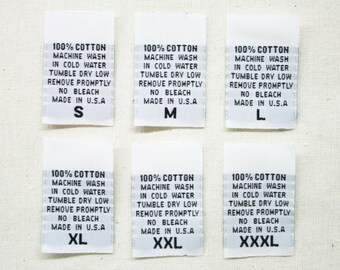 100% COTTON
MACHINE WASH
IN COLD WATER
TUMBLE DRY LOW
REMOVE PROMPTLY
NO BLEACH
MADE IN U.S.A
S
100% COTTON
MACHINE WASH
IN COLD WATER
TUMBLE DRY LOW
REMOVE PROMPTLY
NO BLEACH
MADE IN U.S.A
M
100% COTTON
MACHINE WASH
IN COLD WATER
TUMBLE DRY LOW
REMOVE PROMPTLY
NO BLEACH
MADE IN U.S.A
L
100% COTTON
MACHINE WASH
IN COLD WATER
TUMBLE DRY LOW
REMOVE PROMPTLY
NO BLEACH
MADE IN U.S.A
XL
100% COTTON
MACHINE WASH
IN COLD WATER
TUMBLE DRY LOW
REMOVE PROMPTLY
NO BLEACH
MADE IN U.S.A
XXL
100% COTTON
MACHINE WASH
IN COLD WATER
TUMBLE DRY LOW
REMOVE PROMPTLY
NO BLEACH
MADE IN U.S.A
XXXL